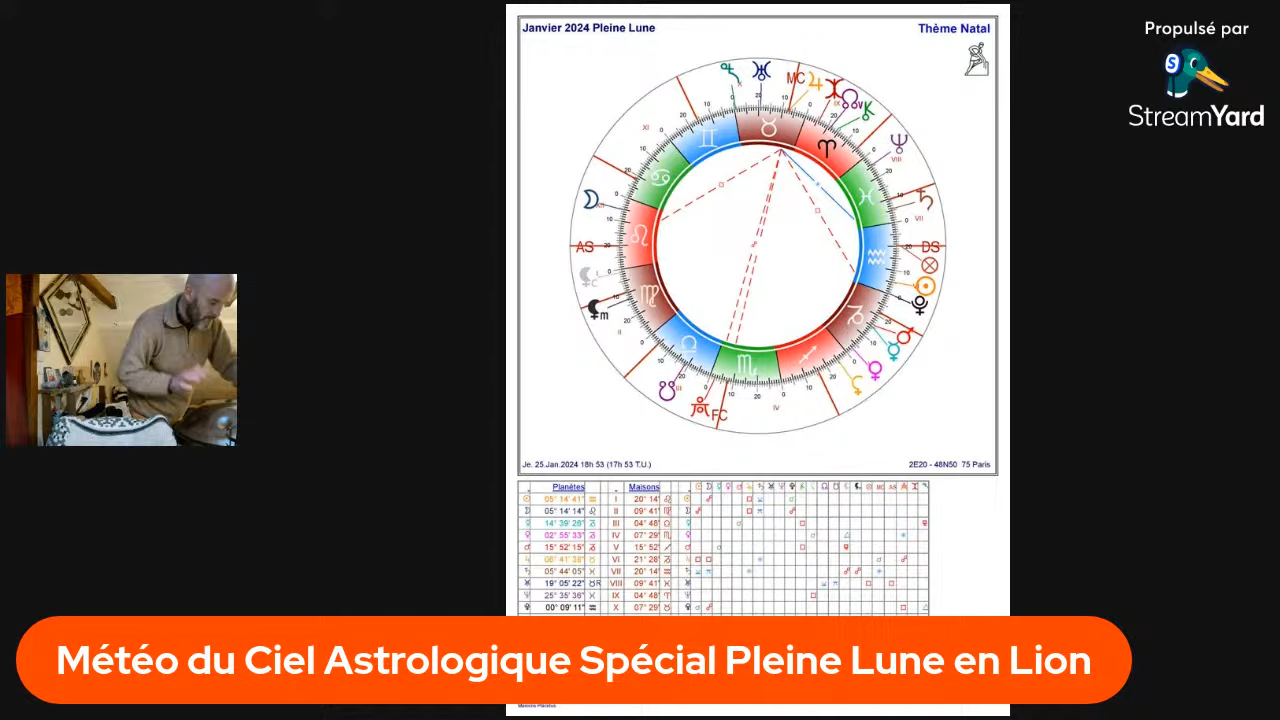 Janvier 2024 Pleine Lune
Thème Natal
Propulsé par
StreamYard
MC
AS
DS
FC
Je. 25.Jan.2024 18h 53 (17h 53 T.U.)
2E20 - 48N50 75 Paris
Planètes Maisons
05° 14' 41" I 20° 14'
05° 14' 14" II 09° 41'
14° 39' 26" III 04° 48'
02° 55' 33" IV 07° 29'
15° 52' 15" V 15° 52'
06° 41' 38" VI 21° 28'
05° 44' 05" VII 20° 14'
19° 05' 22" R VIII 09° 41'
25° 35' 36" IX 04° 48'
00° 09' 11" X 07° 29'
Météo du Ciel Astrologique Spécial Pleine Lune en Lion
Maisons Placidus